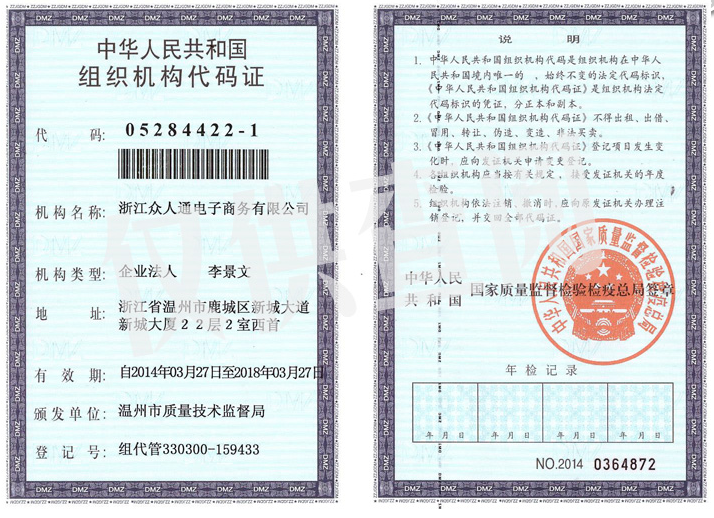 中华人民共和国
组织机构代码证
代 码: 05284422-1
机构名称: 浙江众人通电子商务有限公司
机构类型: 企业法人 李景文
地 址: 浙江省温州市鹿城区新城大道
新城大厦22层2室西首
有 效 期: 自2014年03月27日至2018年03月27日
颁发单位: 温州市质量技术监督局
登 记 号: 组代管330300-159433
仅供查阅
说 明
1. 中华人民共和国组织机构代码是组织机构在中华人
民共和国境内唯一的、始终不变的法定代码标识,
《中华人民共和国组织机构代码证》是组织机构法定
代码标识的凭证,分正本和副本。
2. 《中华人民共和国组织机构代码证》不得出租、出借、
冒用、转让、伪造、变造、非法买卖。
3. 《中华人民共和国组织机构代码证》登记项目发生变
化时,应向发证机关申请变更登记。
4. 各组织机构应当按有关规定,接受发证机关的年度
检验。
5. 组织机构依法注销、撤消时,应向原发证机关办理注
销登记,并交回全部代码证。
中华人民
共和国 国家质量监督检验检疫总局签章
中华人民共和国国家质量监督检验检疫总局
年检记录
年 月 日 年 月 日 年 月 日 年 月 日
NO.2014 0364872